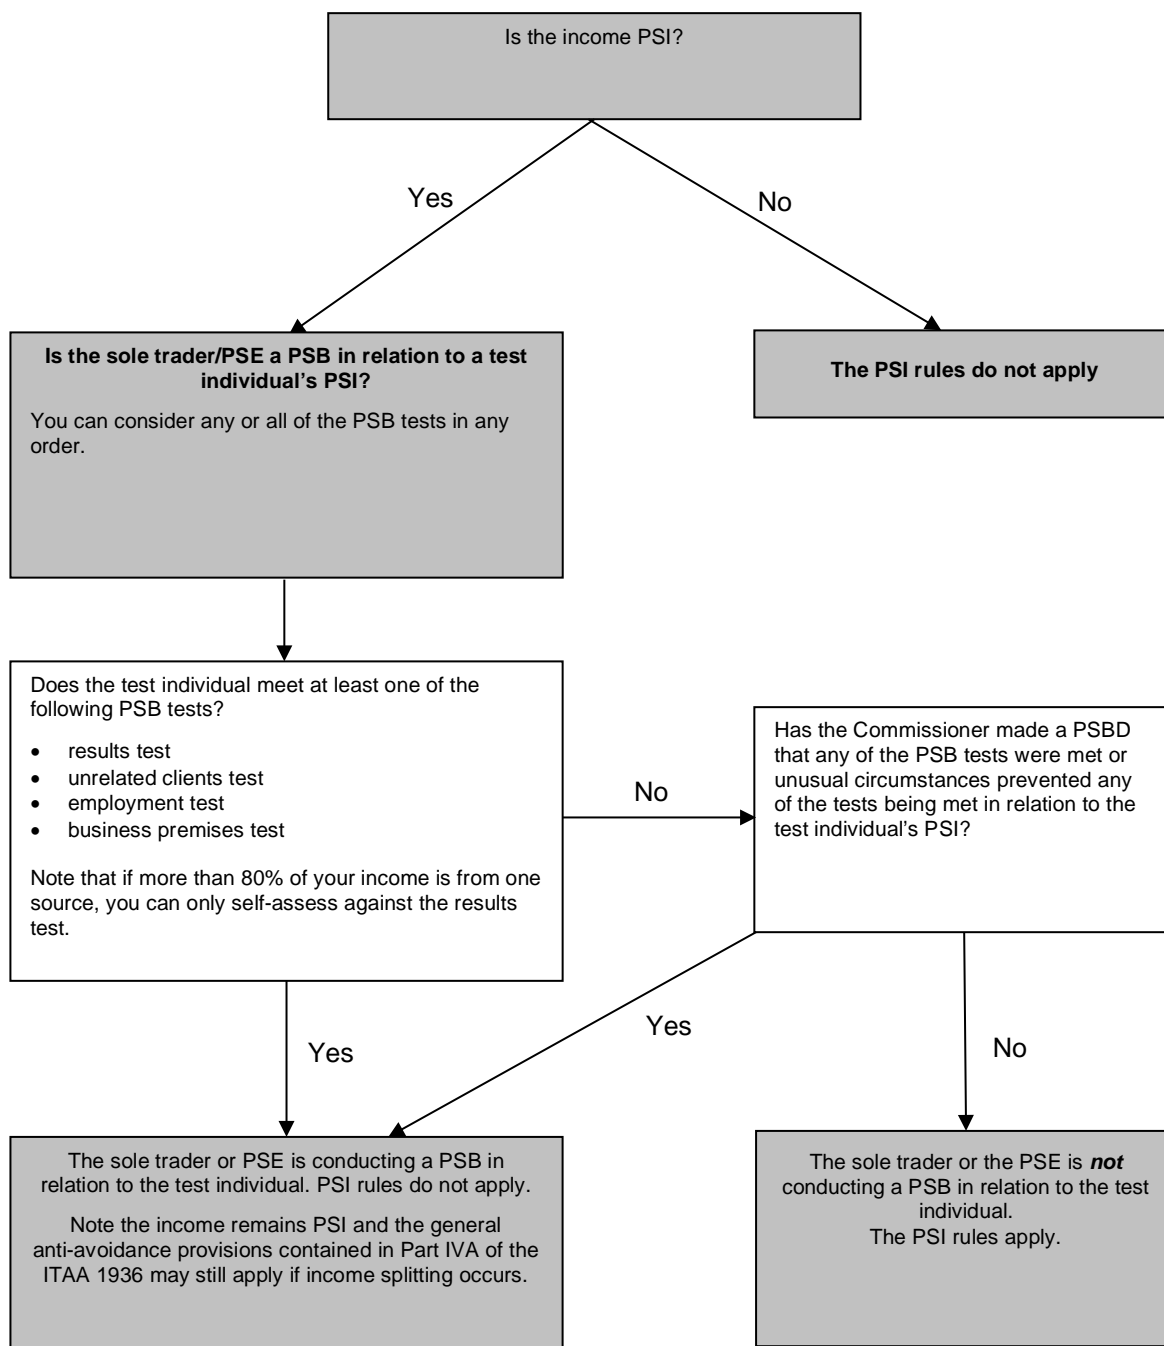 Is the income PSI?
Yes
No
Is the sole trader/PSE a PSB in relation to a test
individual’s PSI?
You can consider any or all of the PSB tests in any
order.
The PSI rules do not apply
Does the test individual meet at least one of the
following PSB tests?
• results test
• unrelated clients test
• employment test
• business premises test
Note that if more than 80% of your income is from one
source, you can only self-assess against the results
test.
No
Has the Commissioner made a PSBD
that any of the PSB tests were met or
unusual circumstances prevented any
of the tests being met in relation to the
test individual’s PSI?
Yes
Yes
No
The sole trader or PSE is conducting a PSB in
relation to the test individual. PSI rules do not apply.
Note the income remains PSI and the general
anti-avoidance provisions contained in Part IVA of the
ITAA 1936 may still apply if income splitting occurs.
The sole trader or the PSE is not
conducting a PSB in relation to the test
individual.
The PSI rules apply.